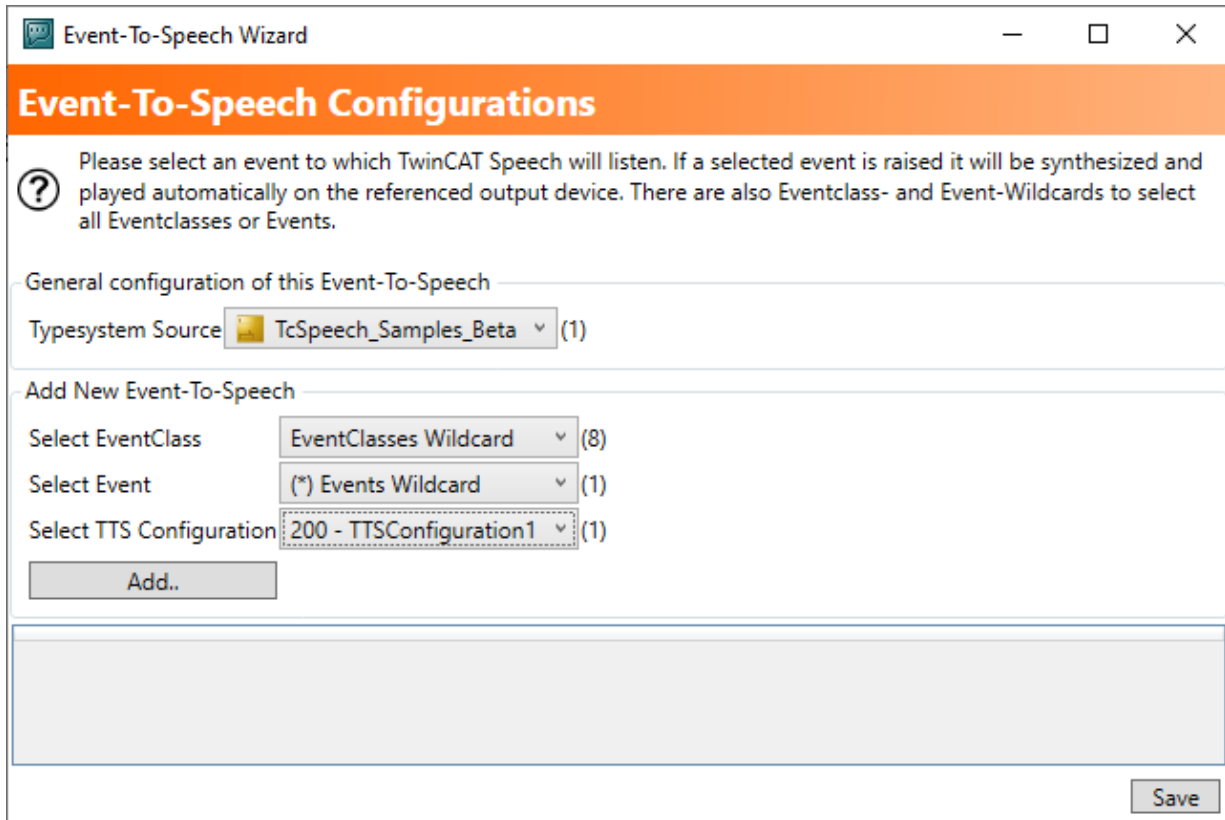 Event-To-Speech Wizard
Event-To-Speech Configurations
Please select an event to which TwinCAT Speech will listen. If a selected event is raised it will be synthesized and
played automatically on the referenced output device. There are also Eventclass- and Event-Wildcards to select
all Eventclasses or Events.
General configuration of this Event-To-Speech
Typesystem Source TcSpeech_Samples_Beta (1)
Add New Event-To-Speech
Select EventClass EventClasses Wildcard (8)
Select Event (*) Events Wildcard (1)
Select TTS Configuration 200 - TTSConfiguration1 (1)
Add..
Save